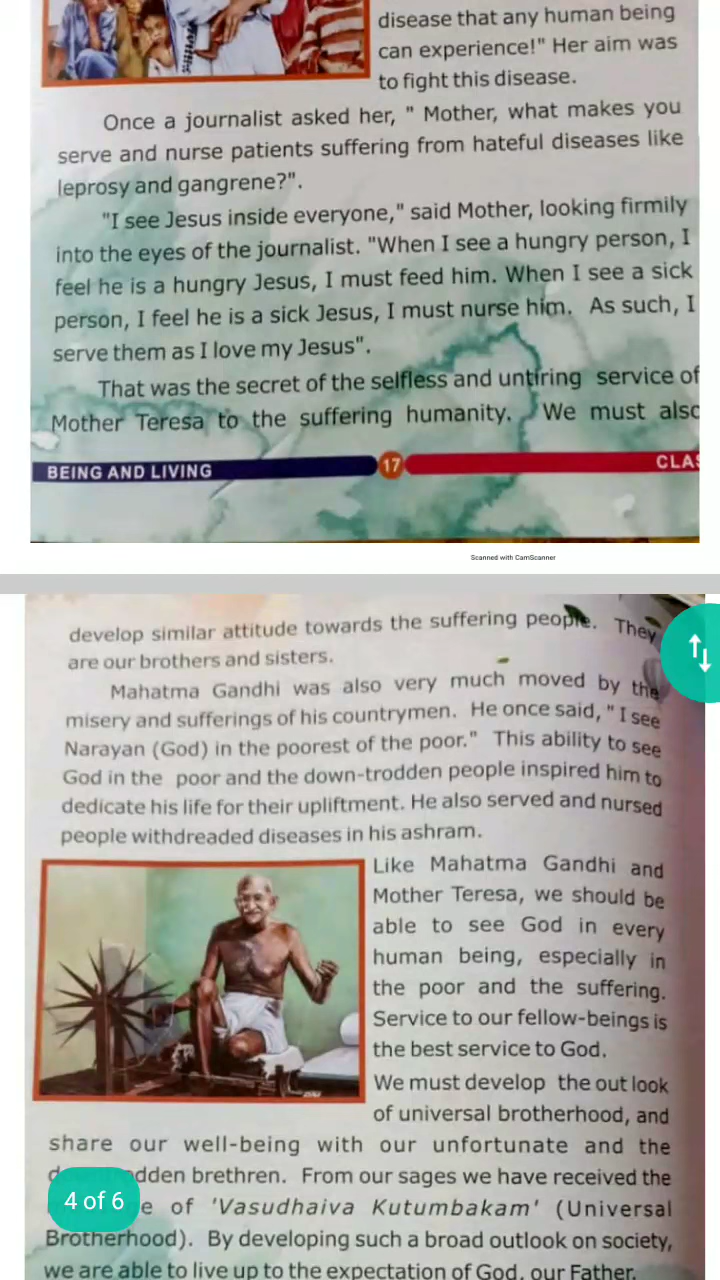 disease that any human being
can experience!" Her aim was
to fight this disease.
Once a journalist asked her, " Mother, what makes you
serve and nurse patients suffering from hateful diseases like
leprosy and gangrene?".
"I see Jesus inside everyone," said Mother, looking firmly
into the eyes of the journalist. "When I see a hungry person, I
feel he is a hungry Jesus, I must feed him. When I see a sick
person, I feel he is a sick Jesus, I must nurse him. As such, I
serve them as I love my Jesus".
That was the secret of the selfless and untiring service of
Mother Teresa to the suffering humanity. We must also
BEING AND LIVING
17
CLAS
Scanned with CamScanner
develop similar attitude towards the suffering people. They
are our brothers and sisters.
Mahatma Gandhi was also very much moved by the
misery and sufferings of his countrymen. He once said, " I see
Narayan (God) in the poorest of the poor." This ability to see
God in the poor and the down-trodden people inspired him to
dedicate his life for their upliftment. He also served and nursed
people withdreaded diseases in his ashram.
Like Mahatma Gandhi and
Mother Teresa, we should be
able to see God in every
human being, especially in
the poor and the suffering.
Service to our fellow-beings is
the best service to God.
We must develop the out look
of universal brotherhood, and
share our well-being with our unfortunate and the
dden brethren. From our sages we have received the
4 of 6
e of 'Vasudhaiva Kutumbakam' (Universal
Brotherhood). By developing such a broad outlook on society,
we are able to live up to the expectation of God, our Father.